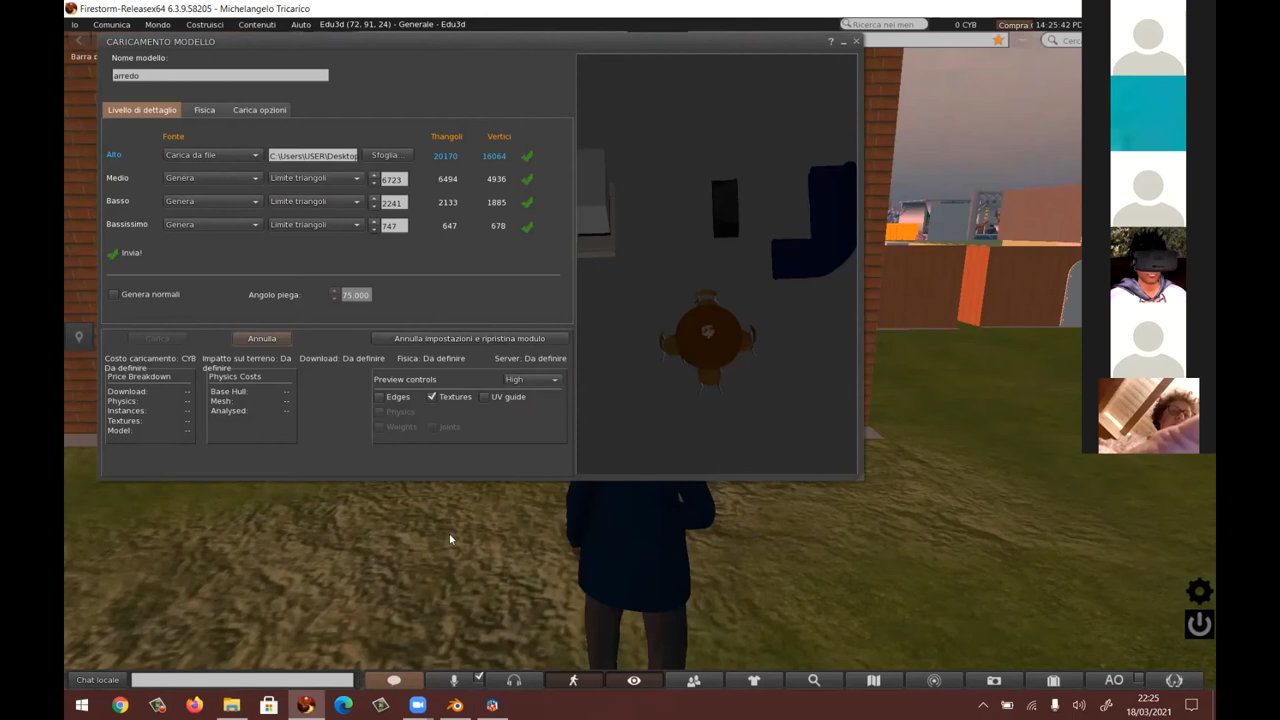 Firestorm-Releasex64 6.3.9.58205 - Michelangelo Tricarico
Io Comunica Mondo Costruisci Contenuti Aiuto Edu3d (72, 91, 24) - Generale - Edu3d Ricerca nei men 0 CYB Compra 14:25:42 PD
CARICAMENTO MODELLO ?
Barra p
Nome modello:
arredo
Livello di dettaglio Fisica Carica opzioni
Fonte Triangoli Vertici
Alto Carica da file C:\Users\USER\Desktop Sfoglia... 20170 16064
Medio Genera Limite triangoli 6723 6494 4936
Basso Genera Limite triangoli 2241 2133 1885
Bassissimo Genera Limite triangoli 747 647 678
Invia!
Genera normali Angolo piega: 75.000
Carica Annulla Annulla impostazioni e ripristina modulo
Costo caricamento: CYB Da definire Impatto sul terreno: Da definire Download: Da definire Fisica: Da definire Server: Da definire
Price Breakdown
Download: --
Physics: --
Instances: --
Textures: --
Model: --
Physics Costs
Base Hull: --
Mesh: --
Analysed: --
Preview controls High
Edges Textures UV guide
Physics
Weights Joints
Cerc
Chat locale AO
22:25
18/03/2021